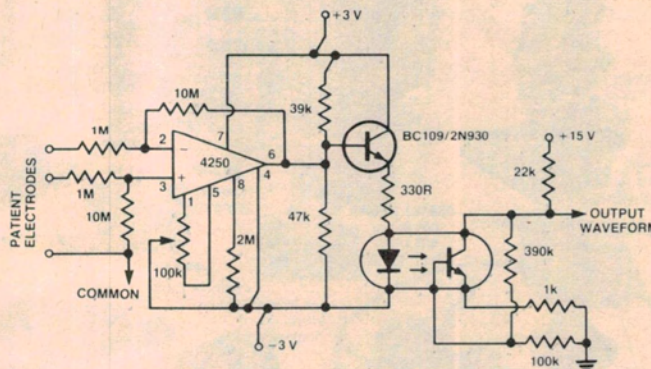 +3 V
10M
39k
BC109/2N930
+15 V
1M
2
7
6
4250
4
330R
22k
3
1M
1
5
8
10M
47k
OUTPUT
WAVEFORM
PATIENT
ELECTRODES
2M
390k
100k
1k
COMMON
-3 V
100k